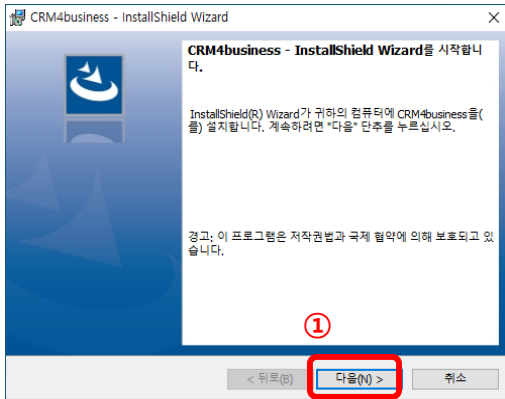 CRM4business - InstallShield Wizard
CRM4business - InstallShield Wizard를 시작합니
다.
InstallShield(R) Wizard가 귀하의 컴퓨터에 CRM4business을(
를) 설치합니다. 계속하려면 "다음" 단추를 누르십시오.
경고: 이 프로그램은 저작권법과 국제 협약에 의해 보호되고 있
습니다.
①
< 뒤로(B) 다음(N) > 취소